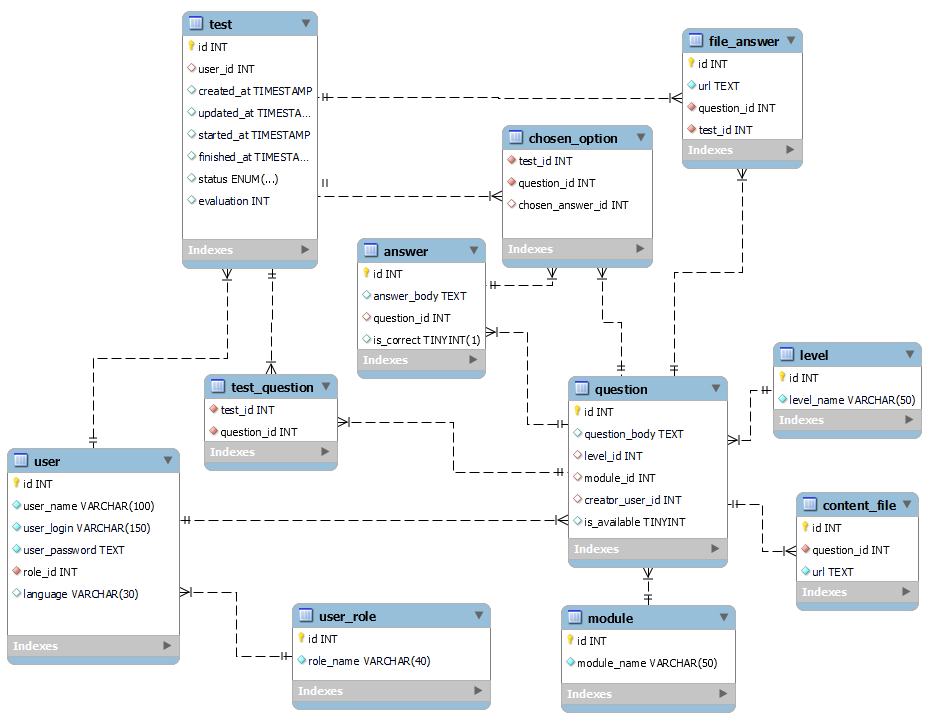 test
id INT
user_id INT
created_at TIMESTAMP
updated_at TIMESTA...
started_at TIMESTAMP
finished_at TIMESTA...
status ENUM(...)
evaluation INT
Indexes
file_answer
id INT
url TEXT
question_id INT
test_id INT
Indexes
chosen_option
test_id INT
question_id INT
chosen_answer_id INT
Indexes
answer
id INT
answer_body TEXT
question_id INT
is_correct TINYINT(1)
Indexes
test_question
test_id INT
question_id INT
Indexes
question
id INT
question_body TEXT
level_id INT
module_id INT
creator_user_id INT
is_available TINYINT
Indexes
level
id INT
level_name VARCHAR(50)
Indexes
user
id INT
user_name VARCHAR(100)
user_login VARCHAR(150)
user_password TEXT
role_id INT
language VARCHAR(30)
Indexes
content_file
id INT
question_id INT
url TEXT
Indexes
user_role
id INT
role_name VARCHAR(40)
Indexes
module
id INT
module_name VARCHAR(50)
Indexes